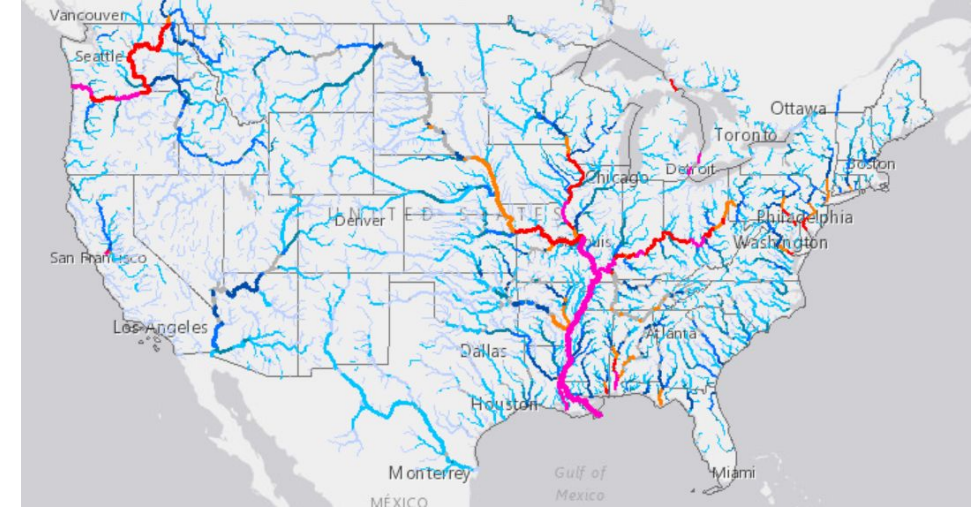 Vancouver
Seattle
Ottawa
Toronto
Boston
Detroit
Chicago
UNITED STATES
Denver
Philadelphia
Washington
San Francisco
Los Angeles
Atlanta
Dallas
Houston
Monterrey
Gulf of
Mexico
Miami
MÉXICO